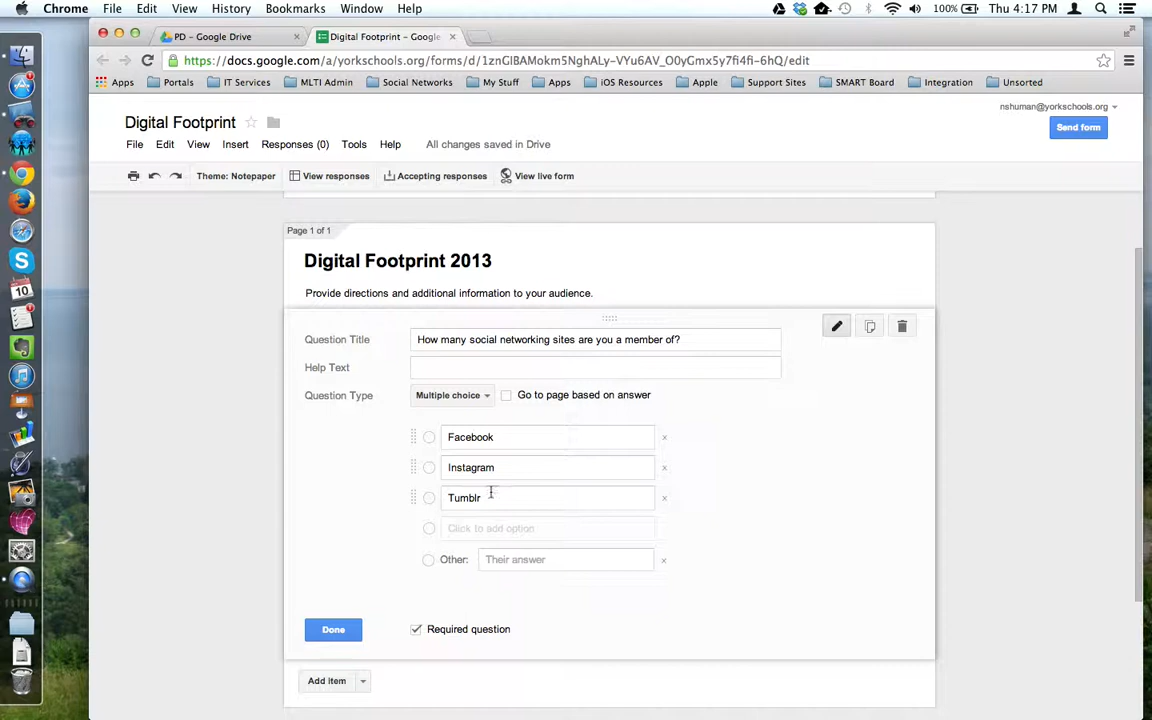 Chrome File Edit View History Bookmarks Window Help 100% Thu 4:17 PM
PD – Google Drive × Digital Footprint – Google ×
https://docs.google.com/a/yorkschools.org/forms/d/1znGIBAMokm5NghALy-VYu6AV_O0yGmx5y7fi4fi-6hQ/edit
Apps Portals IT Services MLTI Admin Social Networks My Stuff Apps iOS Resources Apple Support Sites SMART Board Integration Unsorted
nshuman@yorkschools.org
Digital Footprint
Send form
File Edit View Insert Responses (0) Tools Help All changes saved in Drive
Theme: Notepaper View responses Accepting responses View live form
Page 1 of 1
Digital Footprint 2013
Provide directions and additional information to your audience.
Question Title How many social networking sites are you a member of?
Help Text
Question Type Multiple choice Go to page based on answer
Facebook ×
Instagram ×
Tumblr ×
Click to add option
Other: Their answer ×
Done Required question
Add item
10